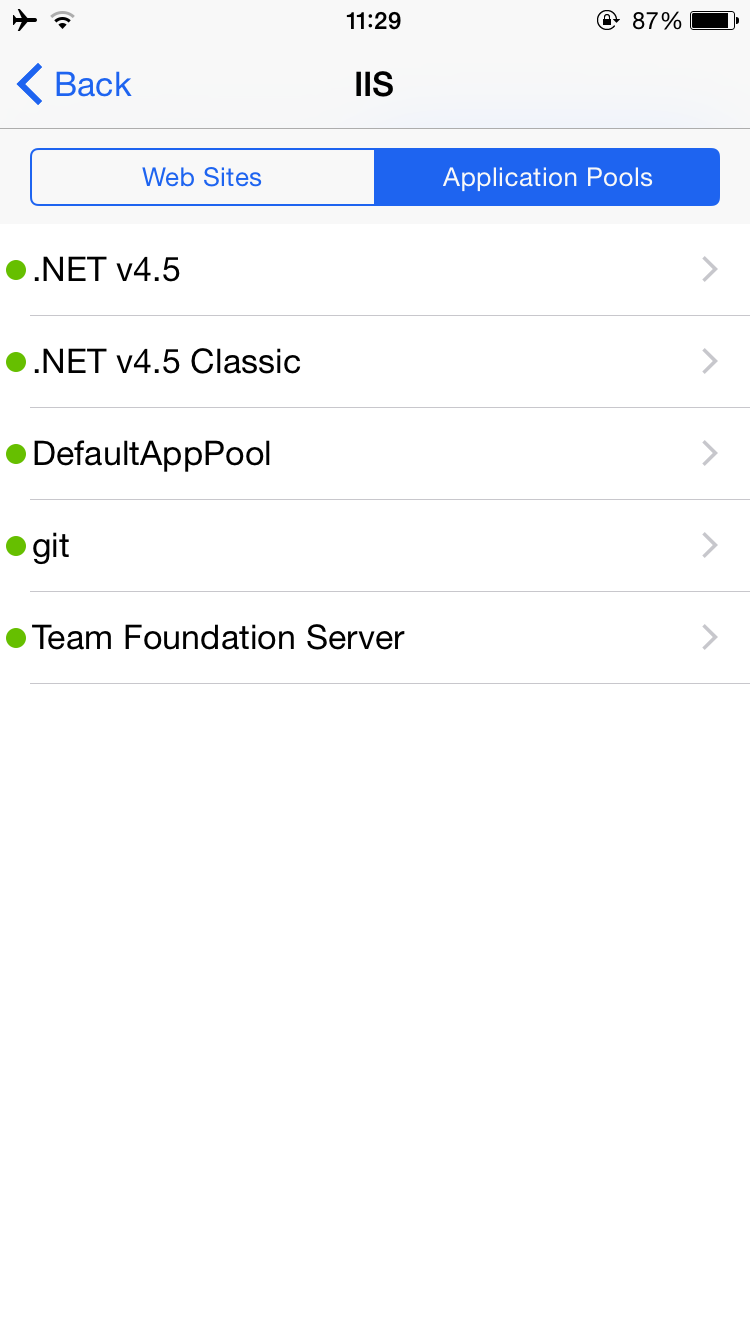 11:29 87%
Back IIS
Web Sites Application Pools
.NET v4.5
.NET v4.5 Classic
DefaultAppPool
git
Team Foundation Server